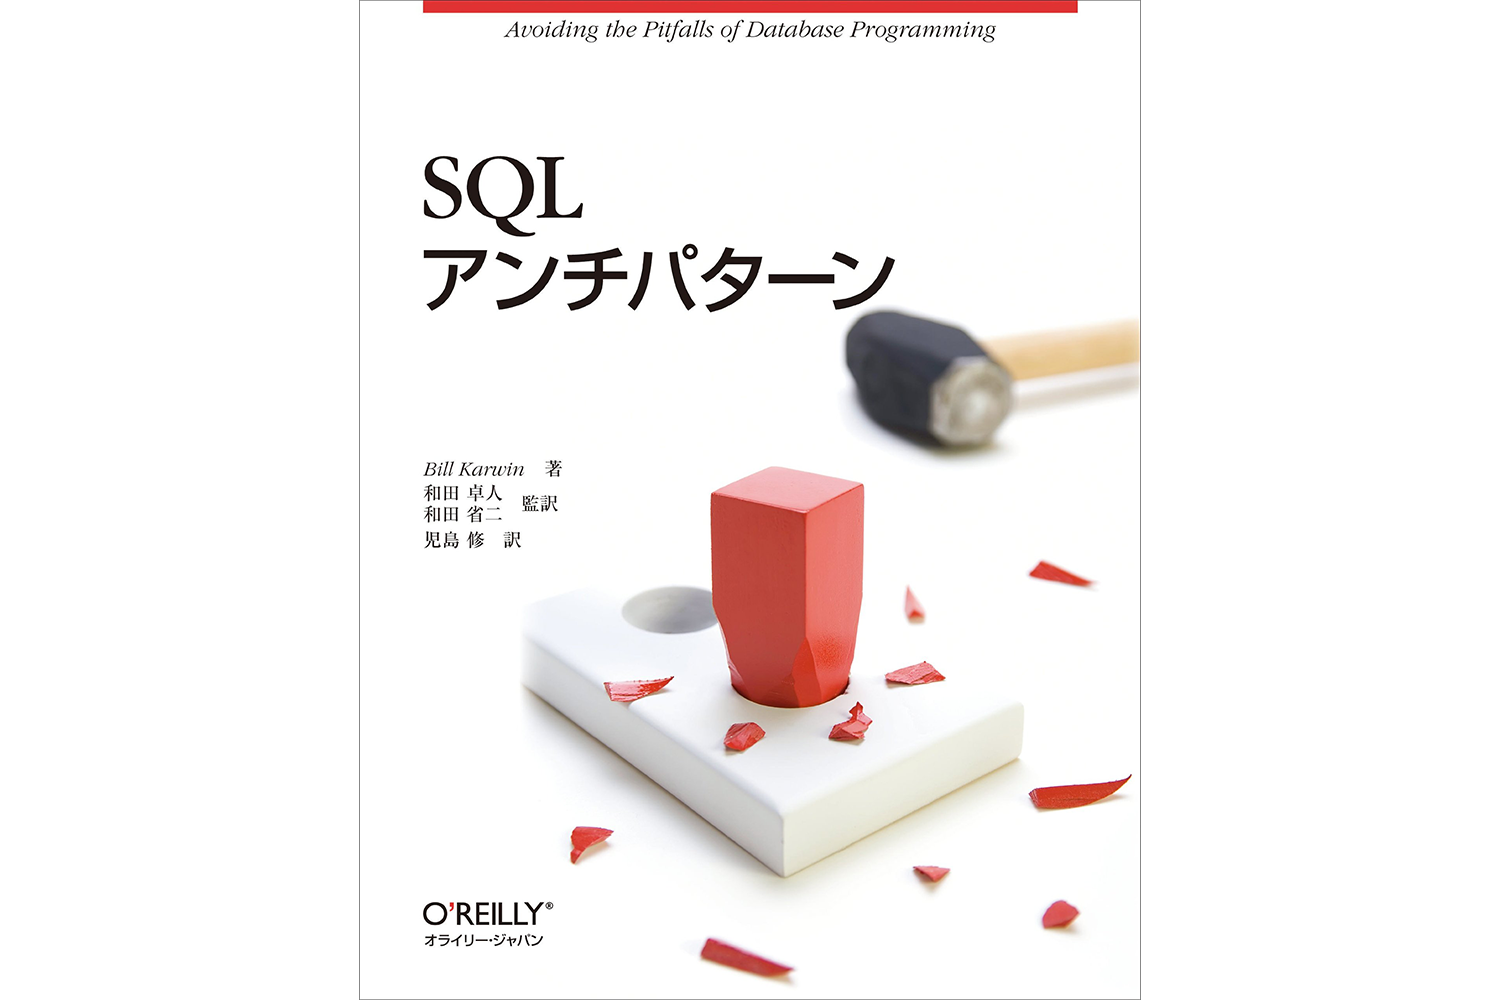 Avoiding the Pitfalls of Database Programming
SQL
アンチパターン
Bill Karwin 著
和田 卓人
和田 省二 監訳
児島 修 訳
O'REILLY®
オライリー・ジャパン